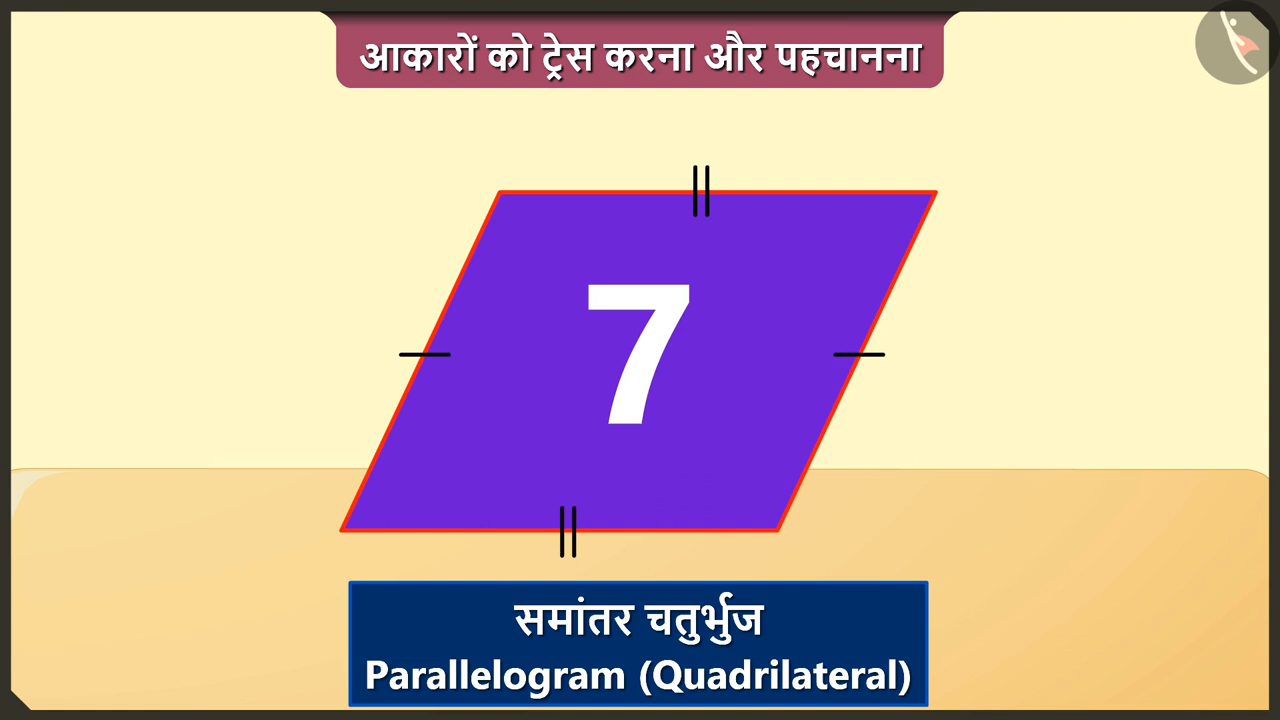 आकारों को ट्रेस करना और पहचानना
7
समांतर चतुर्भुज
Parallelogram (Quadrilateral)